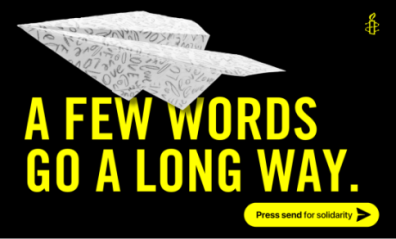 A FEW WORDS
GO A LONG WAY.
Press send for solidarity